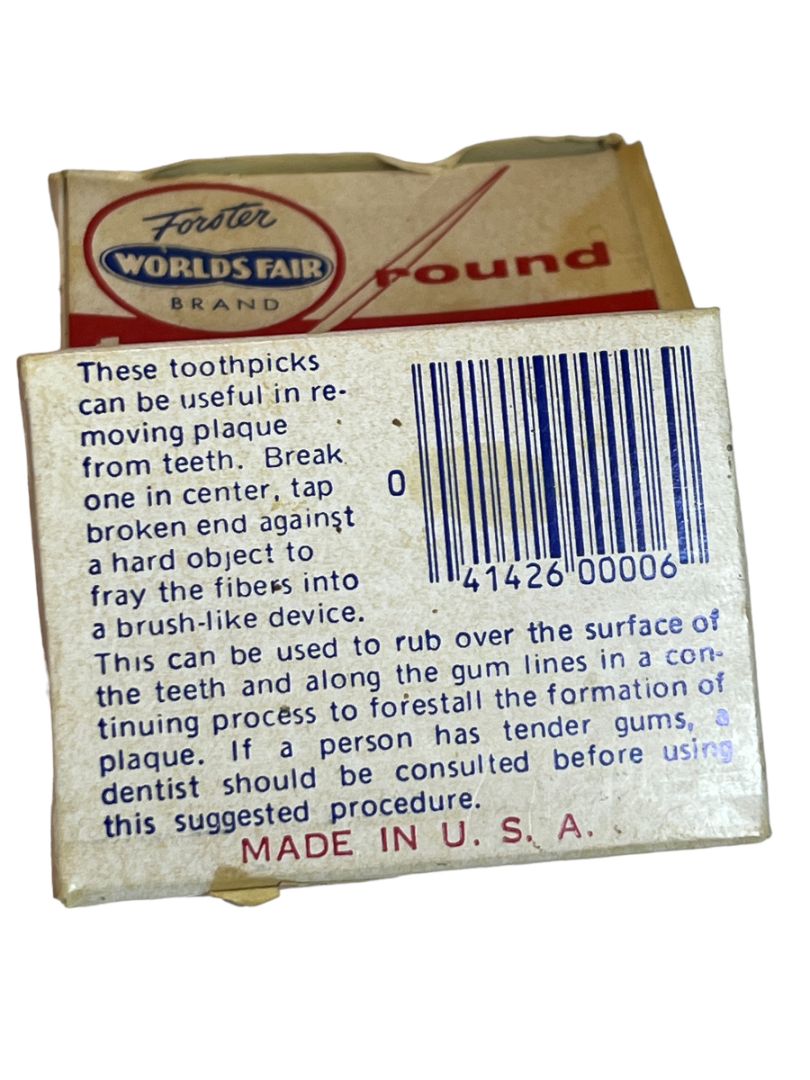 Forster
WORLDS FAIR
BRAND
round
These toothpicks
can be useful in re-
moving plaque
from teeth. Break
one in center, tap
broken end against
a hard object to
fray the fibers into
a brush-like device.
This can be used to rub over the surface of
the teeth and along the gum lines in a con-
tinuing process to forestall the formation of
plaque. If a person has tender gums, a
dentist should be consulted before using
this suggested procedure.
0 41426 00006
MADE IN U. S. A.